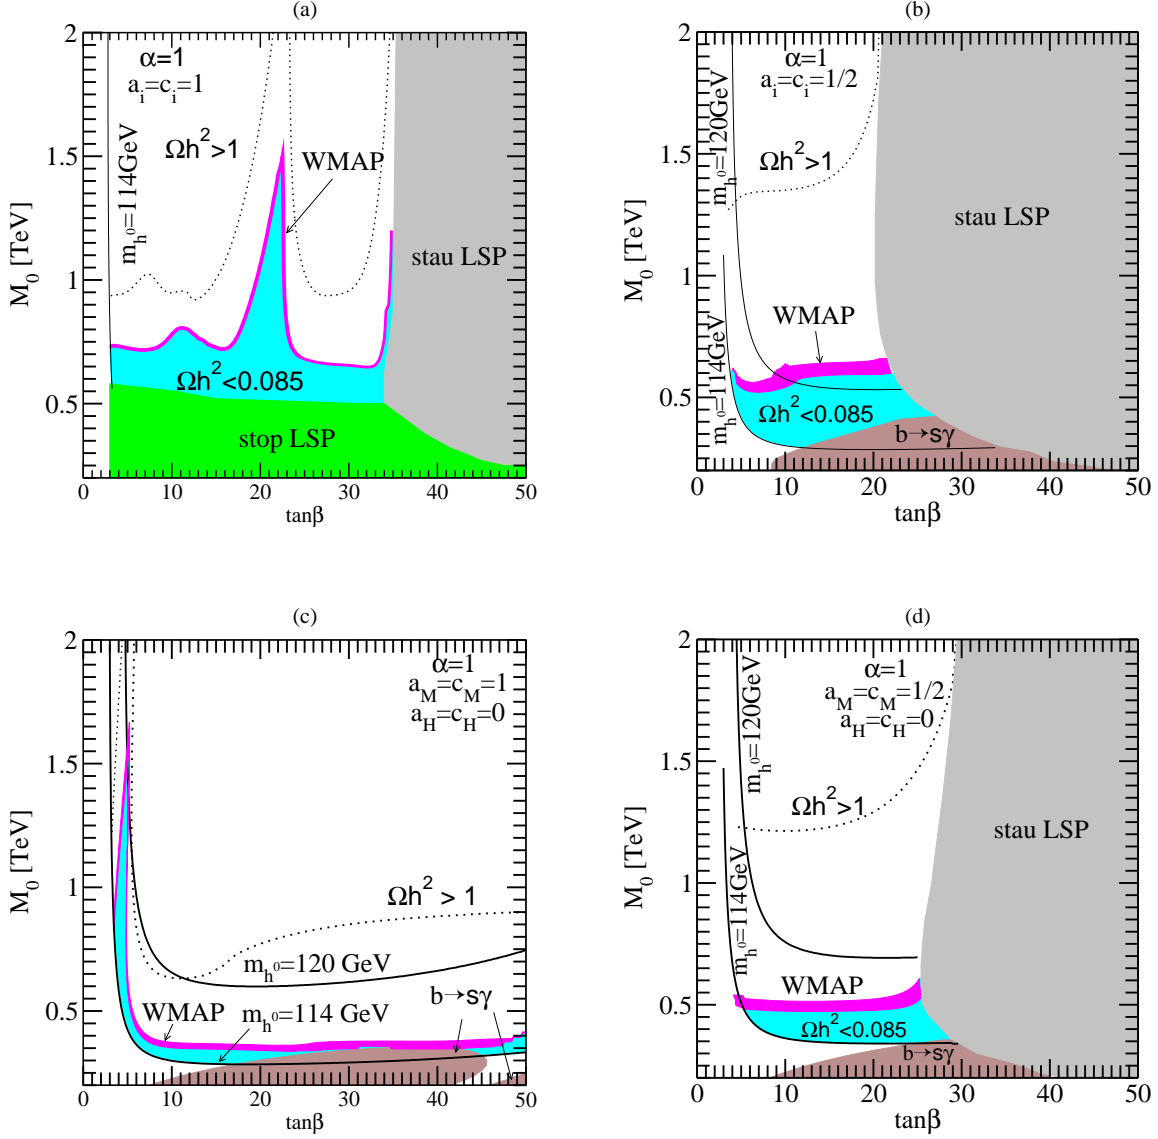 (a)
2
1.5
1
0.5
M_0 [TeV]
α=1
a_i=c_i=1
m_h^0=114GeV
Ωh^2>1
WMAP
stau LSP
Ωh^2<0.085
stop LSP
0 10 20 30 40 50
tanβ
(b)
2
1.5
1
0.5
M_0 [TeV]
α=1
a_i=c_i=1/2
m_h^0=120GeV
Ωh^2>1
stau LSP
m_h^0=114GeV
WMAP
Ωh^2<0.085
b→sγ
0 10 20 30 40 50
tanβ
(c)
2
1.5
1
0.5
M_0 [TeV]
α=1
a_M=c_M=1
a_H=c_H=0
Ωh^2 > 1
m_h^0=120 GeV
b→sγ
WMAP
m_h^0=114 GeV
0 10 20 30 40 50
tanβ
(d)
2
1.5
1
0.5
M_0 [TeV]
α=1
a_M=c_M=1/2
a_H=c_H=0
m_h^0=120GeV
Ωh^2>1
stau LSP
m_h^0=114GeV
WMAP
Ωh^2<0.085
b→sγ
0 10 20 30 40 50
tanβ